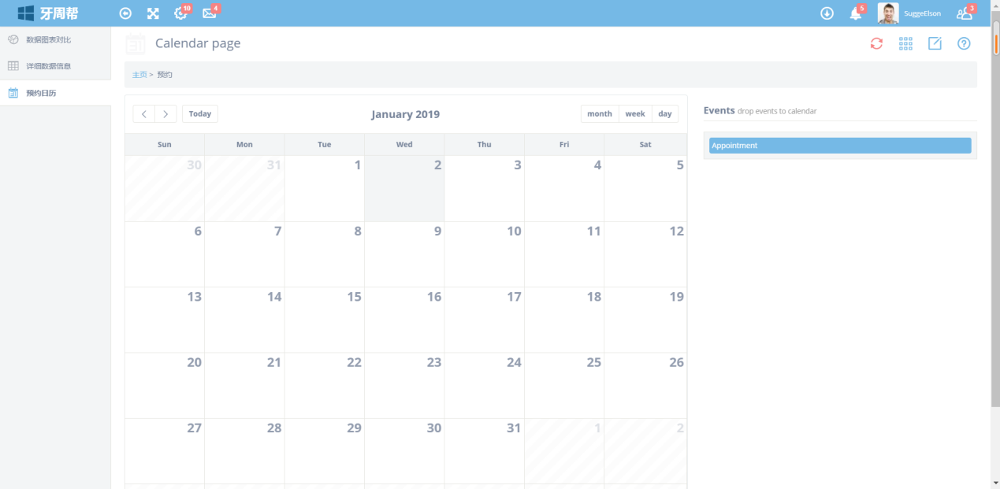 牙周帮 10 4 5 SuggeElson 3
数据图表对比
详细数据信息
预约日历
Calendar page
主页 > 预约
Today January 2019 month week day
Sun Mon Tue Wed Thu Fri Sat
30 31 1 2 3 4 5
6 7 8 9 10 11 12
13 14 15 16 17 18 19
20 21 22 23 24 25 26
27 28 29 30 31 1 2
Events drop events to calendar
Appointment